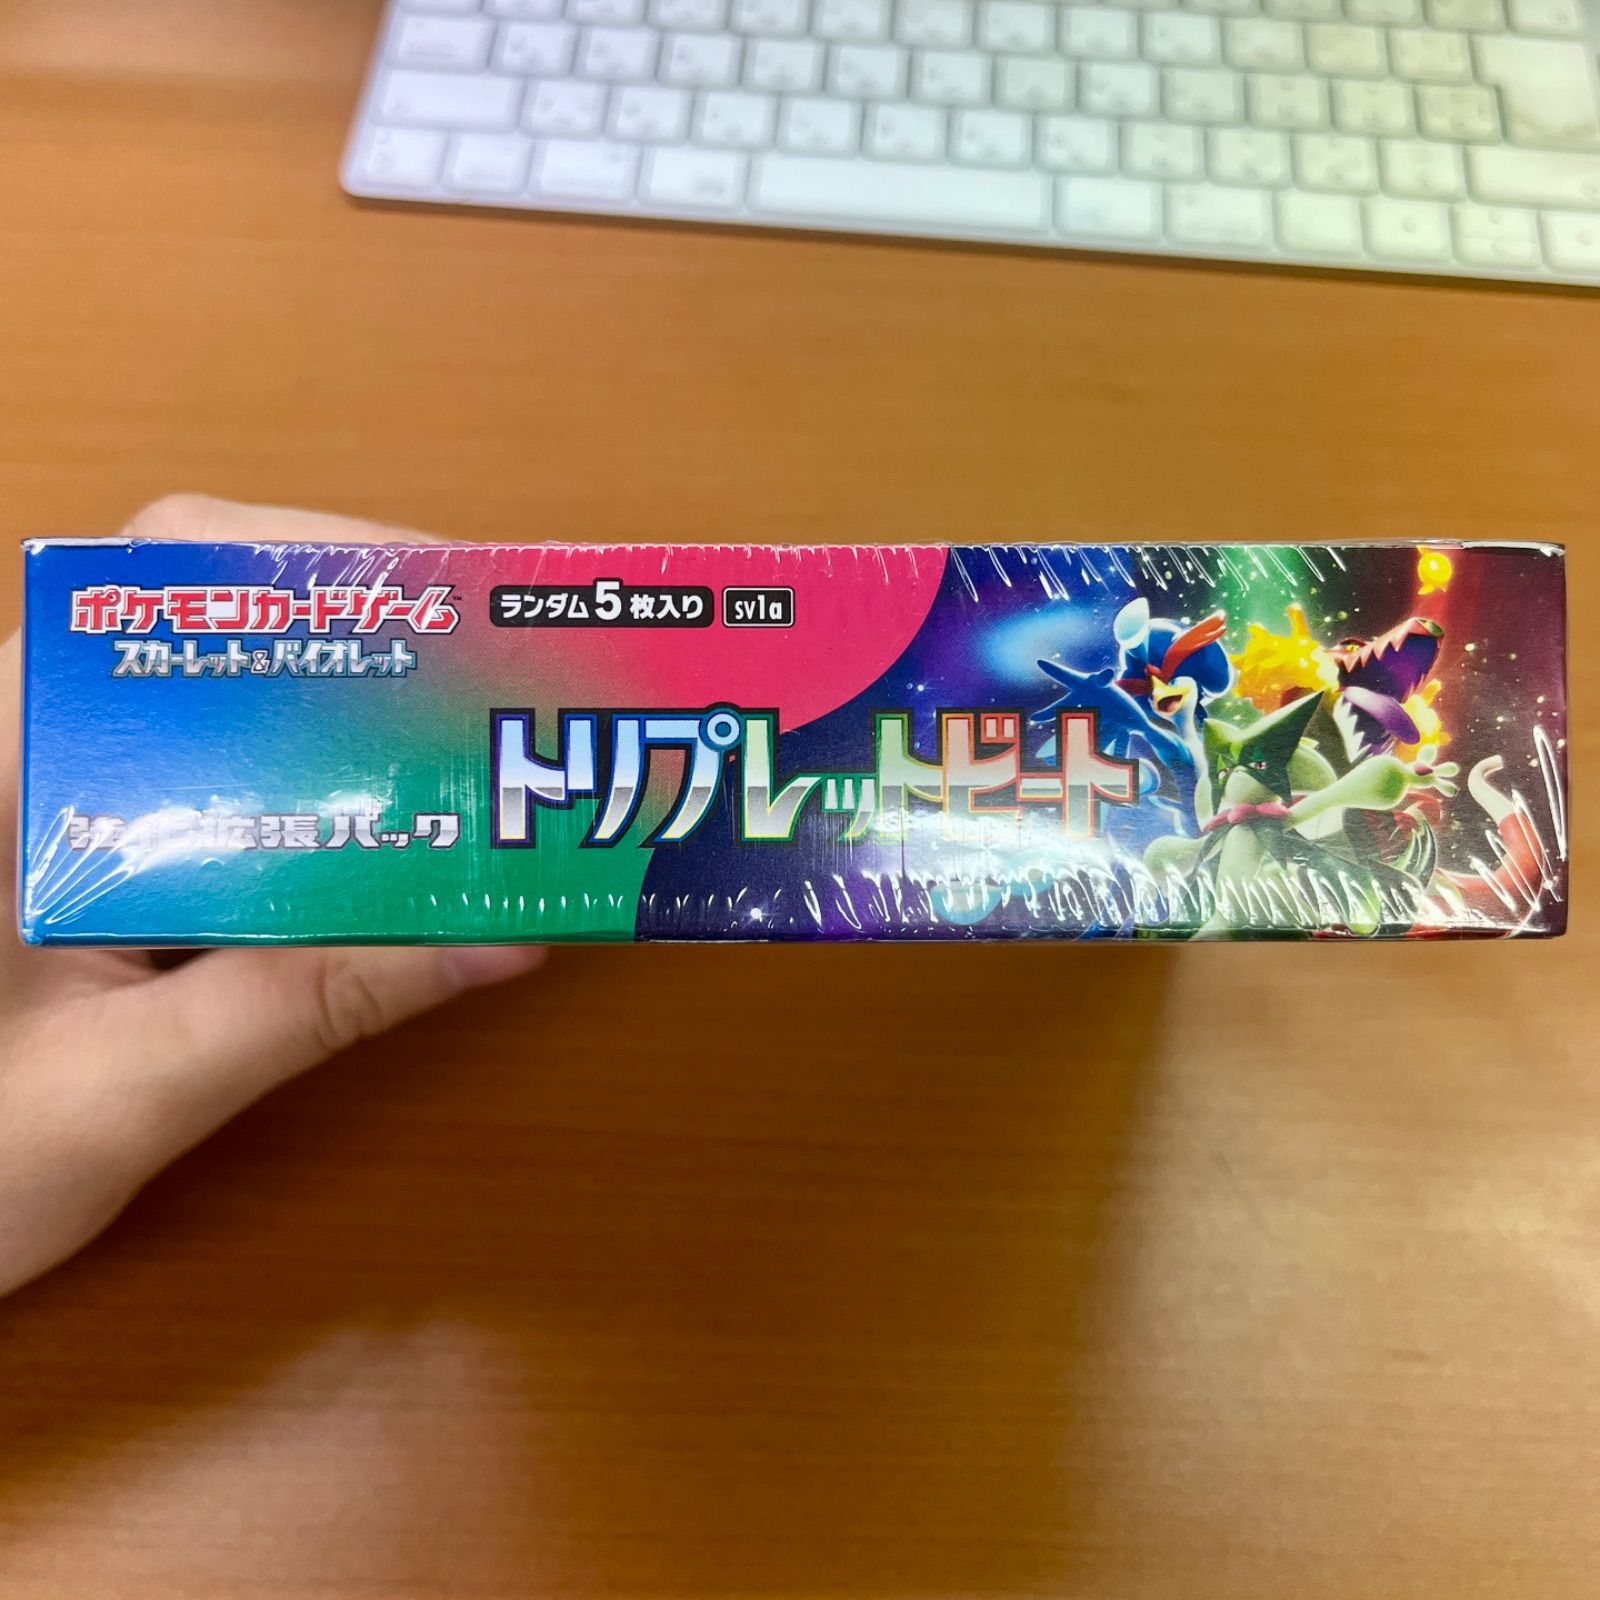 ポケモンカードゲーム™
スカーレット&バイオレット
ランダム5枚入り sv1a
強化拡張パック
トリプレットビート